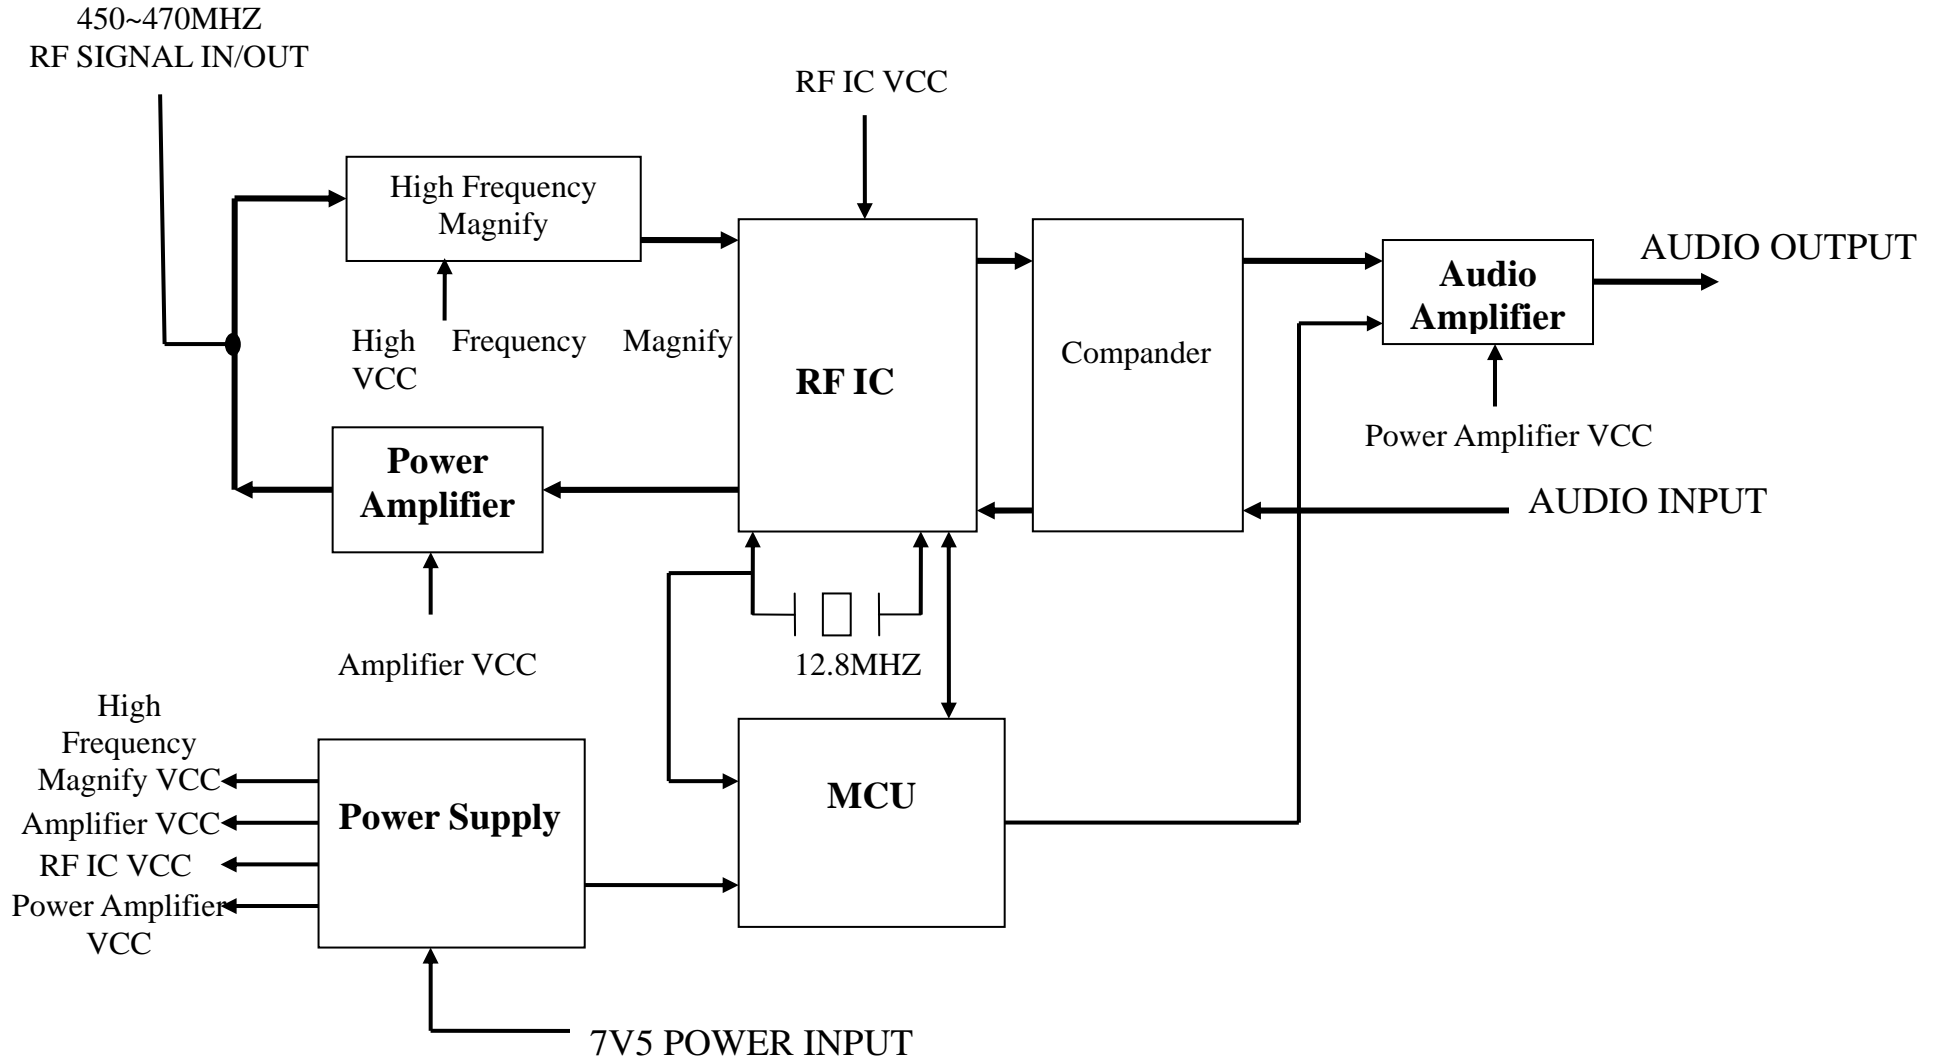 450~470MHZ
RF SIGNAL IN/OUT
RF IC VCC
High Frequency
Magnify
AUDIO OUTPUT
Audio
Amplifier
High Frequency Magnify
VCC
RF IC
Compander
Power Amplifier VCC
Power
Amplifier
AUDIO INPUT
Amplifier VCC
12.8MHZ
High
Frequency
Magnify VCC
Amplifier VCC
RF IC VCC
Power Amplifier
VCC
Power Supply
MCU
7V5 POWER INPUT